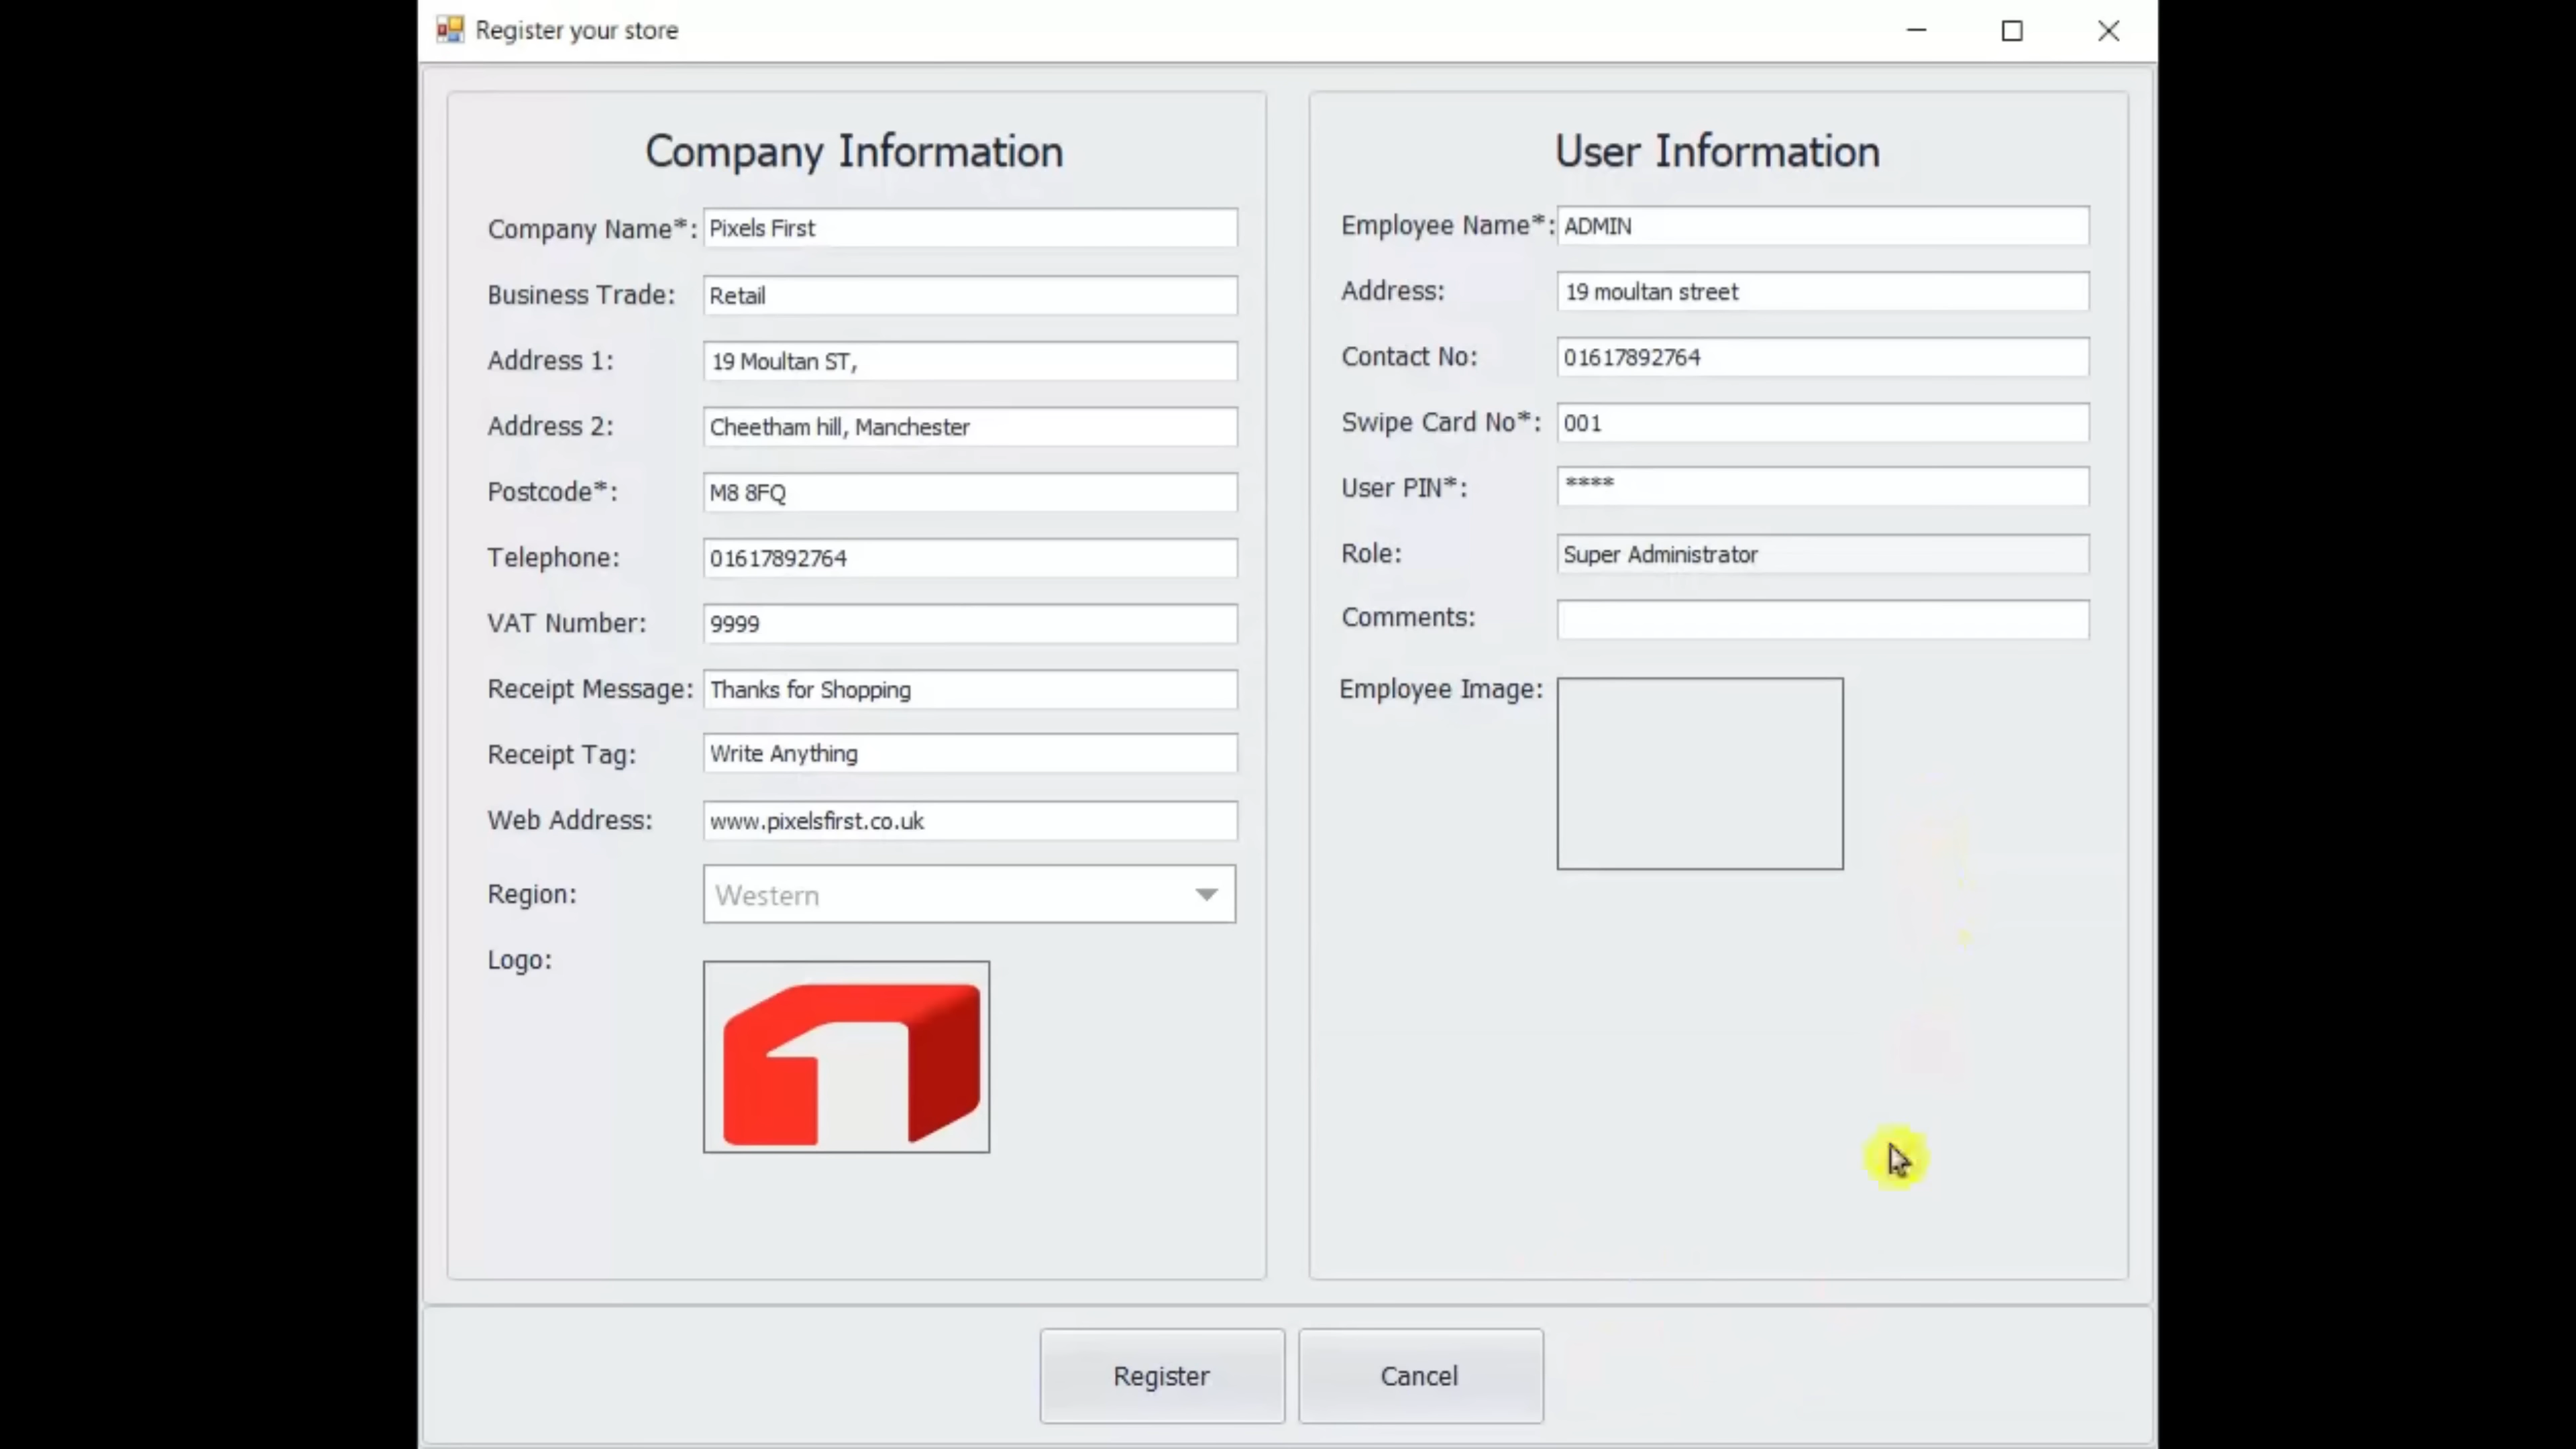 Register your store
Company Information
Company Name*: Pixels First
Business Trade: Retail
Address 1: 19 Moultan ST,
Address 2: Cheetham hill, Manchester
Postcode*: M8 8FQ
Telephone: 01617892764
VAT Number: 9999
Receipt Message: Thanks for Shopping
Receipt Tag: Write Anything
Web Address: www.pixelsfirst.co.uk
Region: Western
Logo:
User Information
Employee Name*: ADMIN
Address: 19 moultan street
Contact No: 01617892764
Swipe Card No*: 001
User PIN*: ****
Role: Super Administrator
Comments:
Employee Image:
Register
Cancel